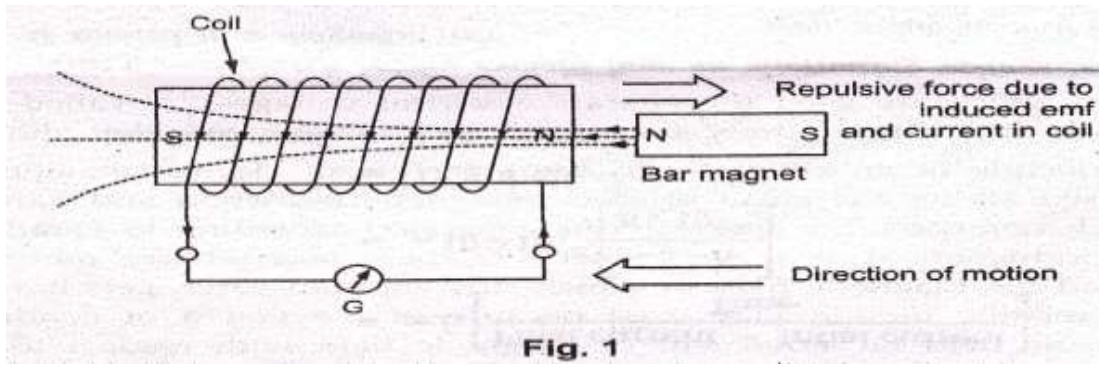 Coil
Repulsive force due to
induced emf
and current in coil
S
N
N
S
Bar magnet
G
Direction of motion
Fig. 1